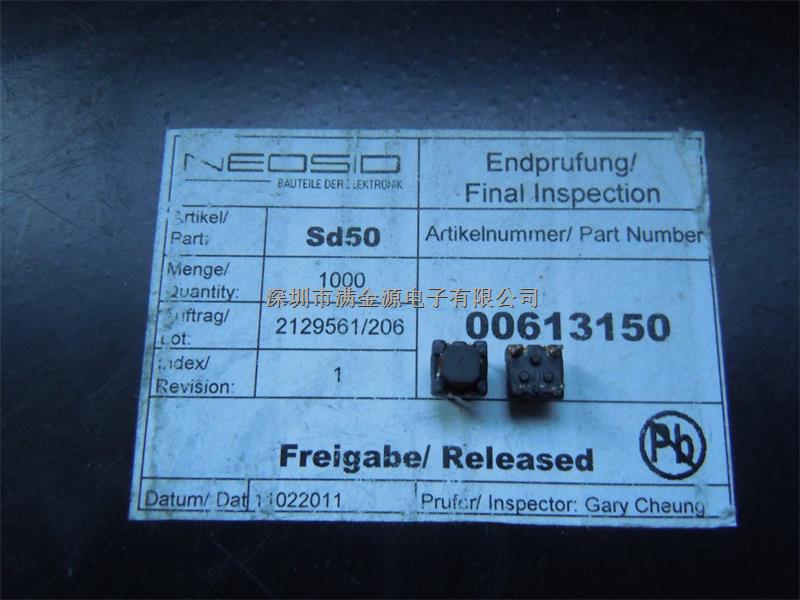 NEOSID
BAUTEILE DER ELEKTRONIK
Endprufung/
Final Inspection
Artikel/
Part:
Sd50
Artikelnummer/ Part Number
Menge/
Quantity:
1000
深圳市满金源电子有限公司
Auftrag/
Lot:
2129561/206
00613150
Index/
Revision:
1
Freigabe/ Released
Pb
Datum/ Dat
11022011
Prufer/ Inspector: Gary Cheung